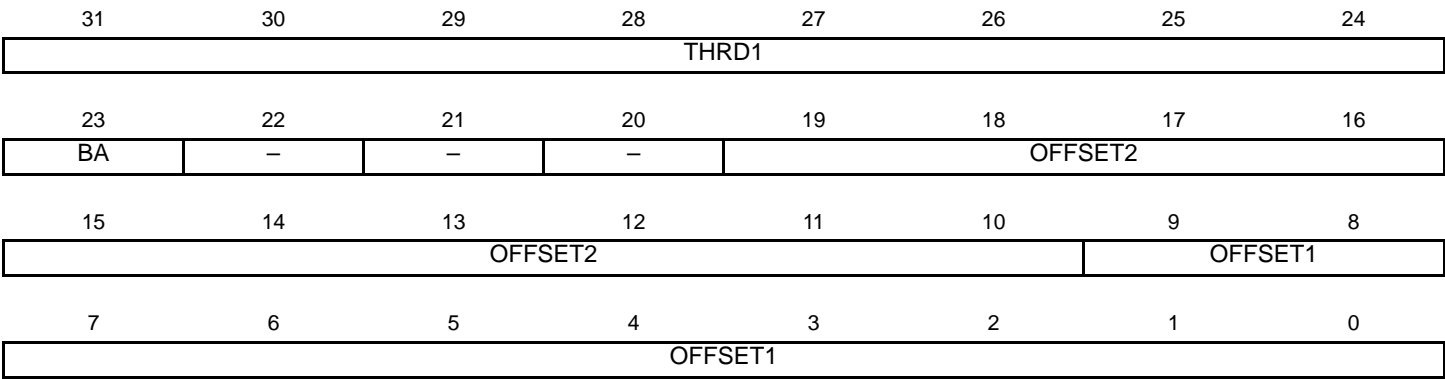 31 30 29 28 27 26 25 24
THRD1
23 22 21 20 19 18 17 16
BA – – – OFFSET2
15 14 13 12 11 10 9 8
OFFSET2 OFFSET1
7 6 5 4 3 2 1 0
OFFSET1